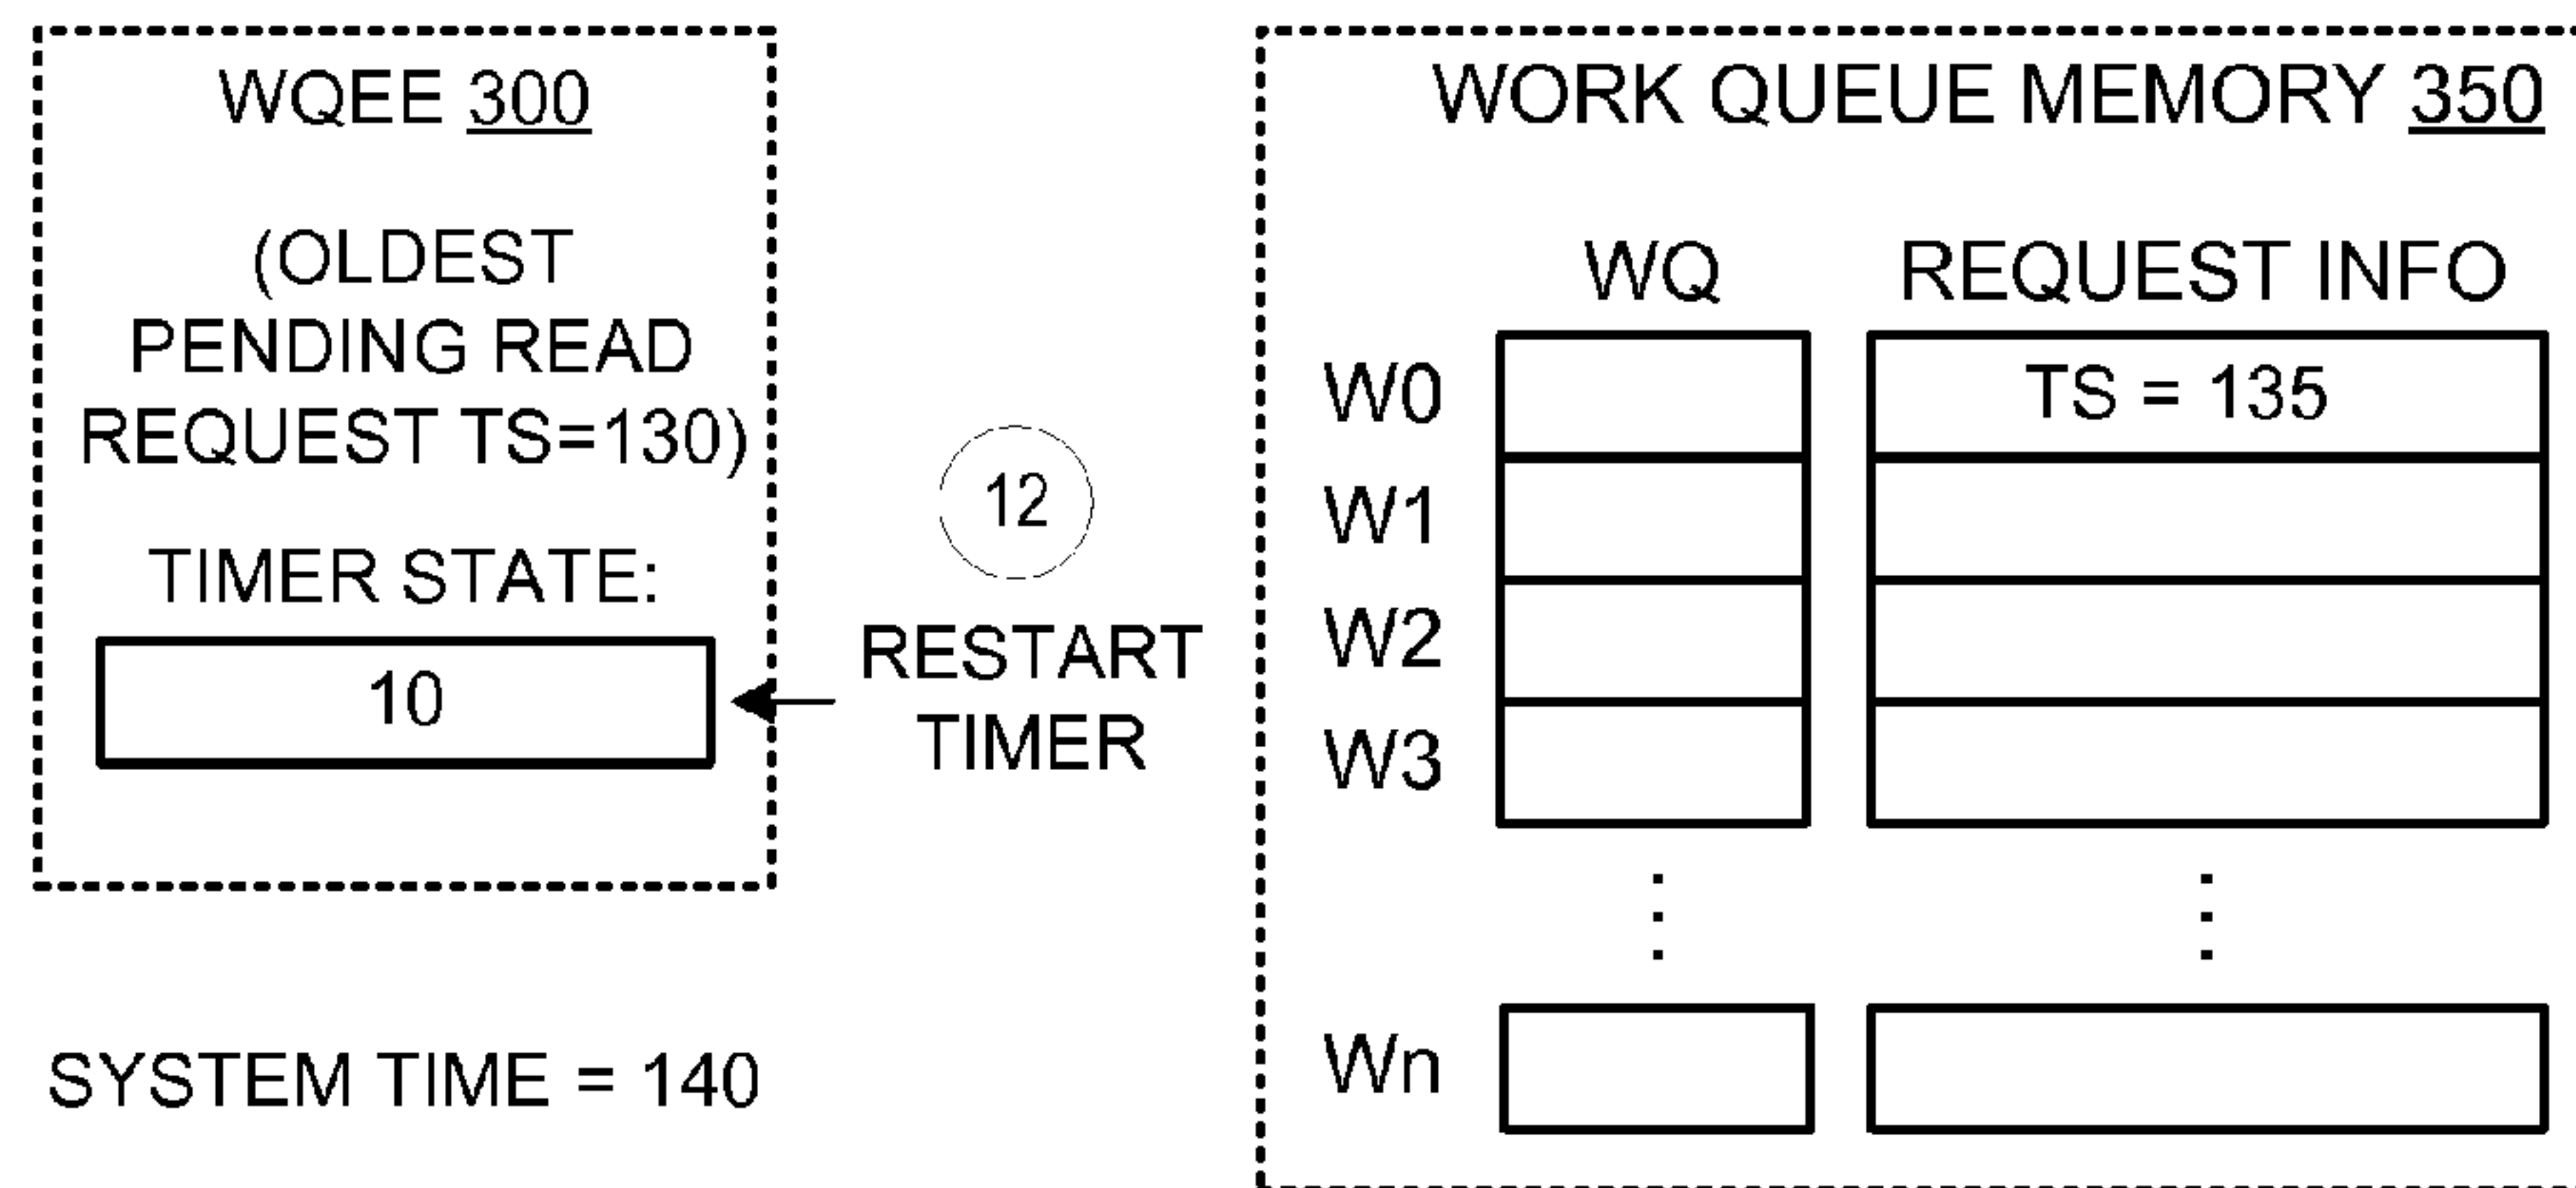 WQEE 300
(OLDEST
PENDING READ
REQUEST TS=130)
TIMER STATE:
10
SYSTEM TIME = 140
12
RESTART
TIMER
WORK QUEUE MEMORY 350
WQ REQUEST INFO
W0 TS = 135
W1
W2
W3
Wn